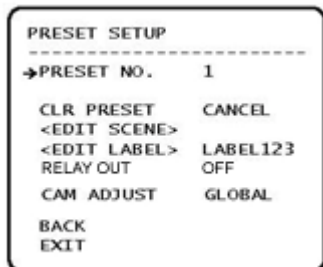 PRESET SETUP
---------------------------
➔PRESET NO. 1
CLR PRESET CANCEL
<EDIT SCENE>
<EDIT LABEL> LABEL123
RELAY OUT OFF
CAM ADJUST GLOBAL
BACK
EXIT